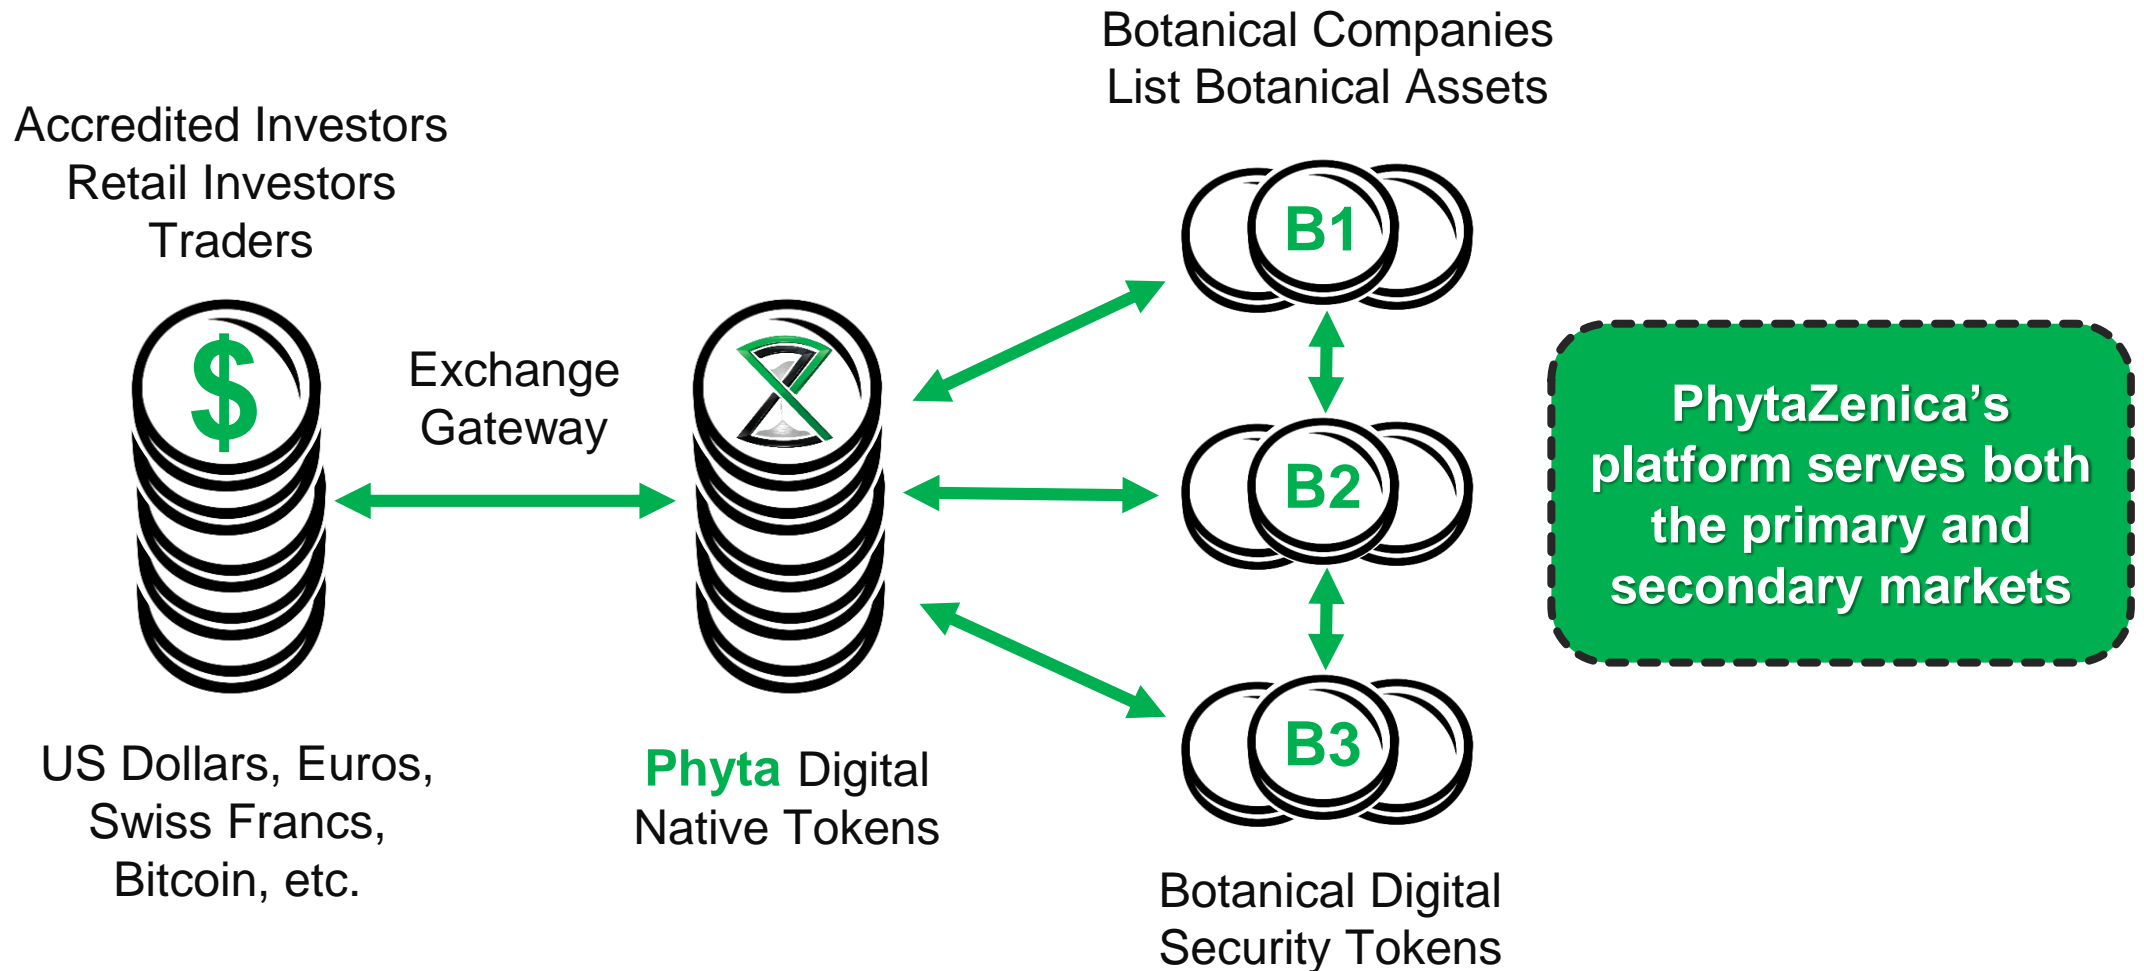 Accredited Investors
Retail Investors
Traders
$
US Dollars, Euros,
Swiss Francs,
Bitcoin, etc.
Exchange
Gateway
Phyta Digital
Native Tokens
Botanical Companies
List Botanical Assets
B1
B2
B3
Botanical Digital
Security Tokens
PhytaZenica’s
platform serves both
the primary and
secondary markets